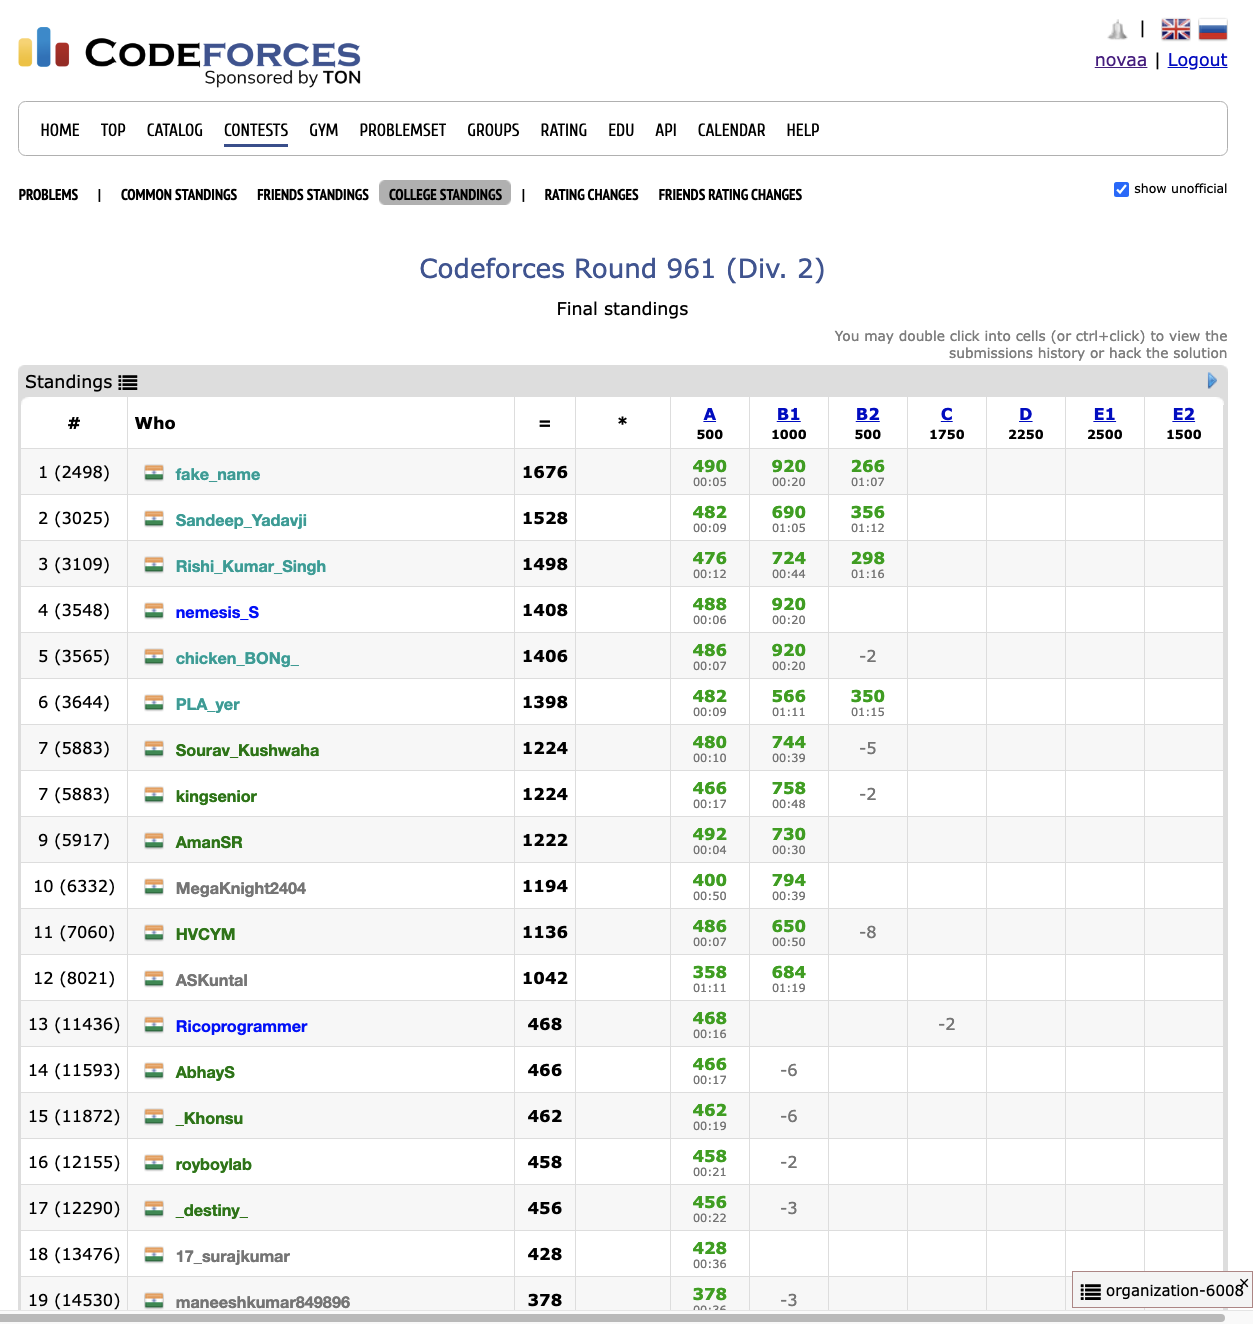 CODEFORCES
Sponsored by TON
|
novaa | Logout
HOME TOP CATALOG CONTESTS GYM PROBLEMSET GROUPS RATING EDU API CALENDAR HELP
PROBLEMS | COMMON STANDINGS FRIENDS STANDINGS COLLEGE STANDINGS | RATING CHANGES FRIENDS RATING CHANGES show unofficial
Codeforces Round 961 (Div. 2)
Final standings
You may double click into cells (or ctrl+click) to view the
submissions history or hack the solution
Standings
# Who = * A B1 B2 C D E1 E2
500 1000 500 1750 2250 2500 1500
1 (2498) fake_name 1676 490 920 266
00:05 00:20 01:07
2 (3025) Sandeep_Yadavji 1528 482 690 356
00:09 01:05 01:12
3 (3109) Rishi_Kumar_Singh 1498 476 724 298
00:12 00:44 01:16
4 (3548) nemesis_S 1408 488 920
00:06 00:20
5 (3565) chicken_BONg_ 1406 486 920 -2
00:07 00:20
6 (3644) PLA_yer 1398 482 566 350
00:09 01:11 01:15
7 (5883) Sourav_Kushwaha 1224 480 744 -5
00:10 00:39
7 (5883) kingsenior 1224 466 758 -2
00:17 00:48
9 (5917) AmanSR 1222 492 730
00:04 00:30
10 (6332) MegaKnight2404 1194 400 794
00:50 00:39
11 (7060) HVCYM 1136 486 650 -8
00:07 00:50
12 (8021) ASKuntal 1042 358 684
01:11 01:19
13 (11436) Ricoprogrammer 468 468 -2
00:16
14 (11593) AbhayS 466 466 -6
00:17
15 (11872) _Khonsu 462 462 -6
00:19
16 (12155) royboylab 458 458 -2
00:21
17 (12290) _destiny_ 456 456 -3
00:22
18 (13476) 17_surajkumar 428 428
00:36
19 (14530) maneeshkumar849896 378 378 -3
organization-6008 ×